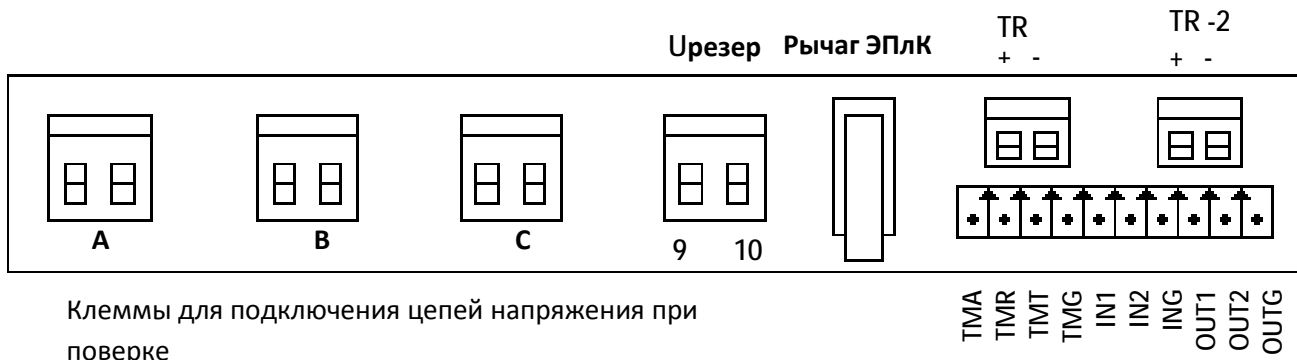 Uрезер Рычаг ЭПлК TR TR -2
+ - + -
A B C
9 10
Клеммы для подключения цепей напряжения при
поверке
TMA
TMR
TMT
TMG
IN1
IN2
ING
OUT1
OUT2
OUTG